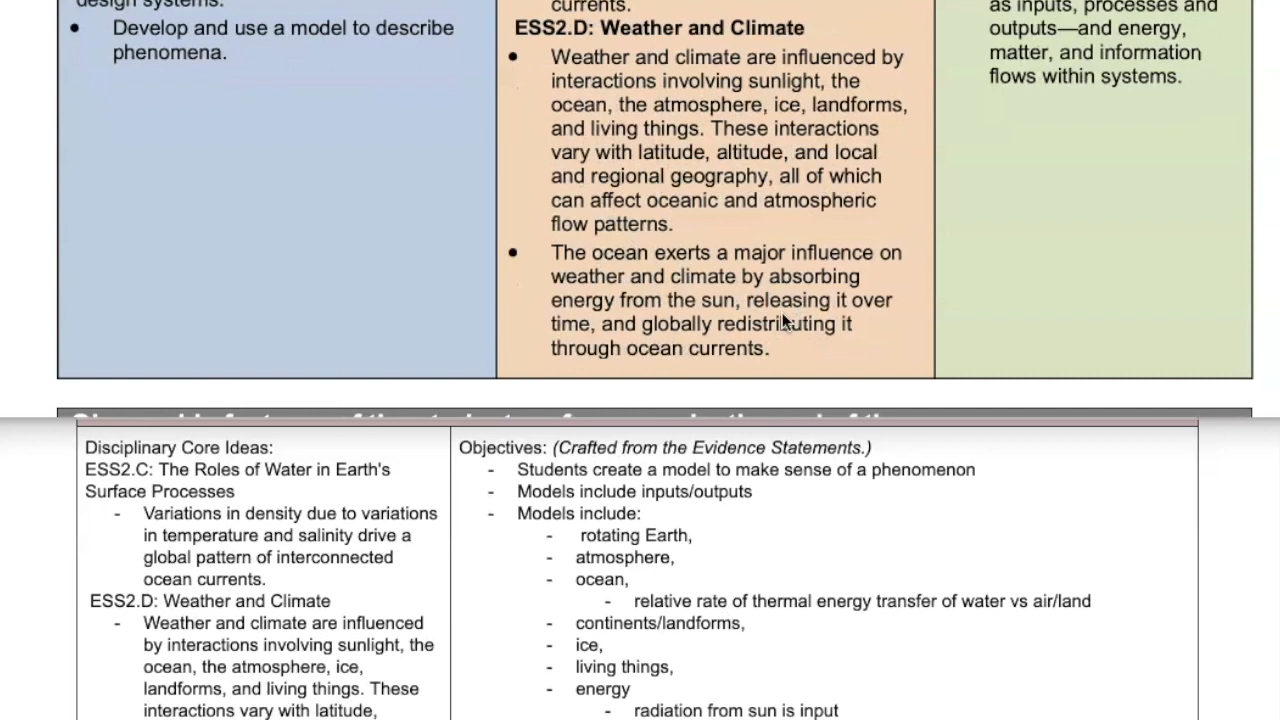 design systems.
• Develop and use a model to describe
phenomena.
currents.
ESS2.D: Weather and Climate
• Weather and climate are influenced by
interactions involving sunlight, the
ocean, the atmosphere, ice, landforms,
and living things. These interactions
vary with latitude, altitude, and local
and regional geography, all of which
can affect oceanic and atmospheric
flow patterns.
• The ocean exerts a major influence on
weather and climate by absorbing
energy from the sun, releasing it over
time, and globally redistributing it
through ocean currents.
as inputs, processes and
outputs—and energy,
matter, and information
flows within systems.
Disciplinary Core Ideas:
ESS2.C: The Roles of Water in Earth's
Surface Processes
- Variations in density due to variations
in temperature and salinity drive a
global pattern of interconnected
ocean currents.
ESS2.D: Weather and Climate
- Weather and climate are influenced
by interactions involving sunlight, the
ocean, the atmosphere, ice,
landforms, and living things. These
interactions vary with latitude,
Objectives: (Crafted from the Evidence Statements.)
- Students create a model to make sense of a phenomenon
- Models include inputs/outputs
- Models include:
- rotating Earth,
- atmosphere,
- ocean,
- relative rate of thermal energy transfer of water vs air/land
- continents/landforms,
- ice,
- living things,
- energy
- radiation from sun is input